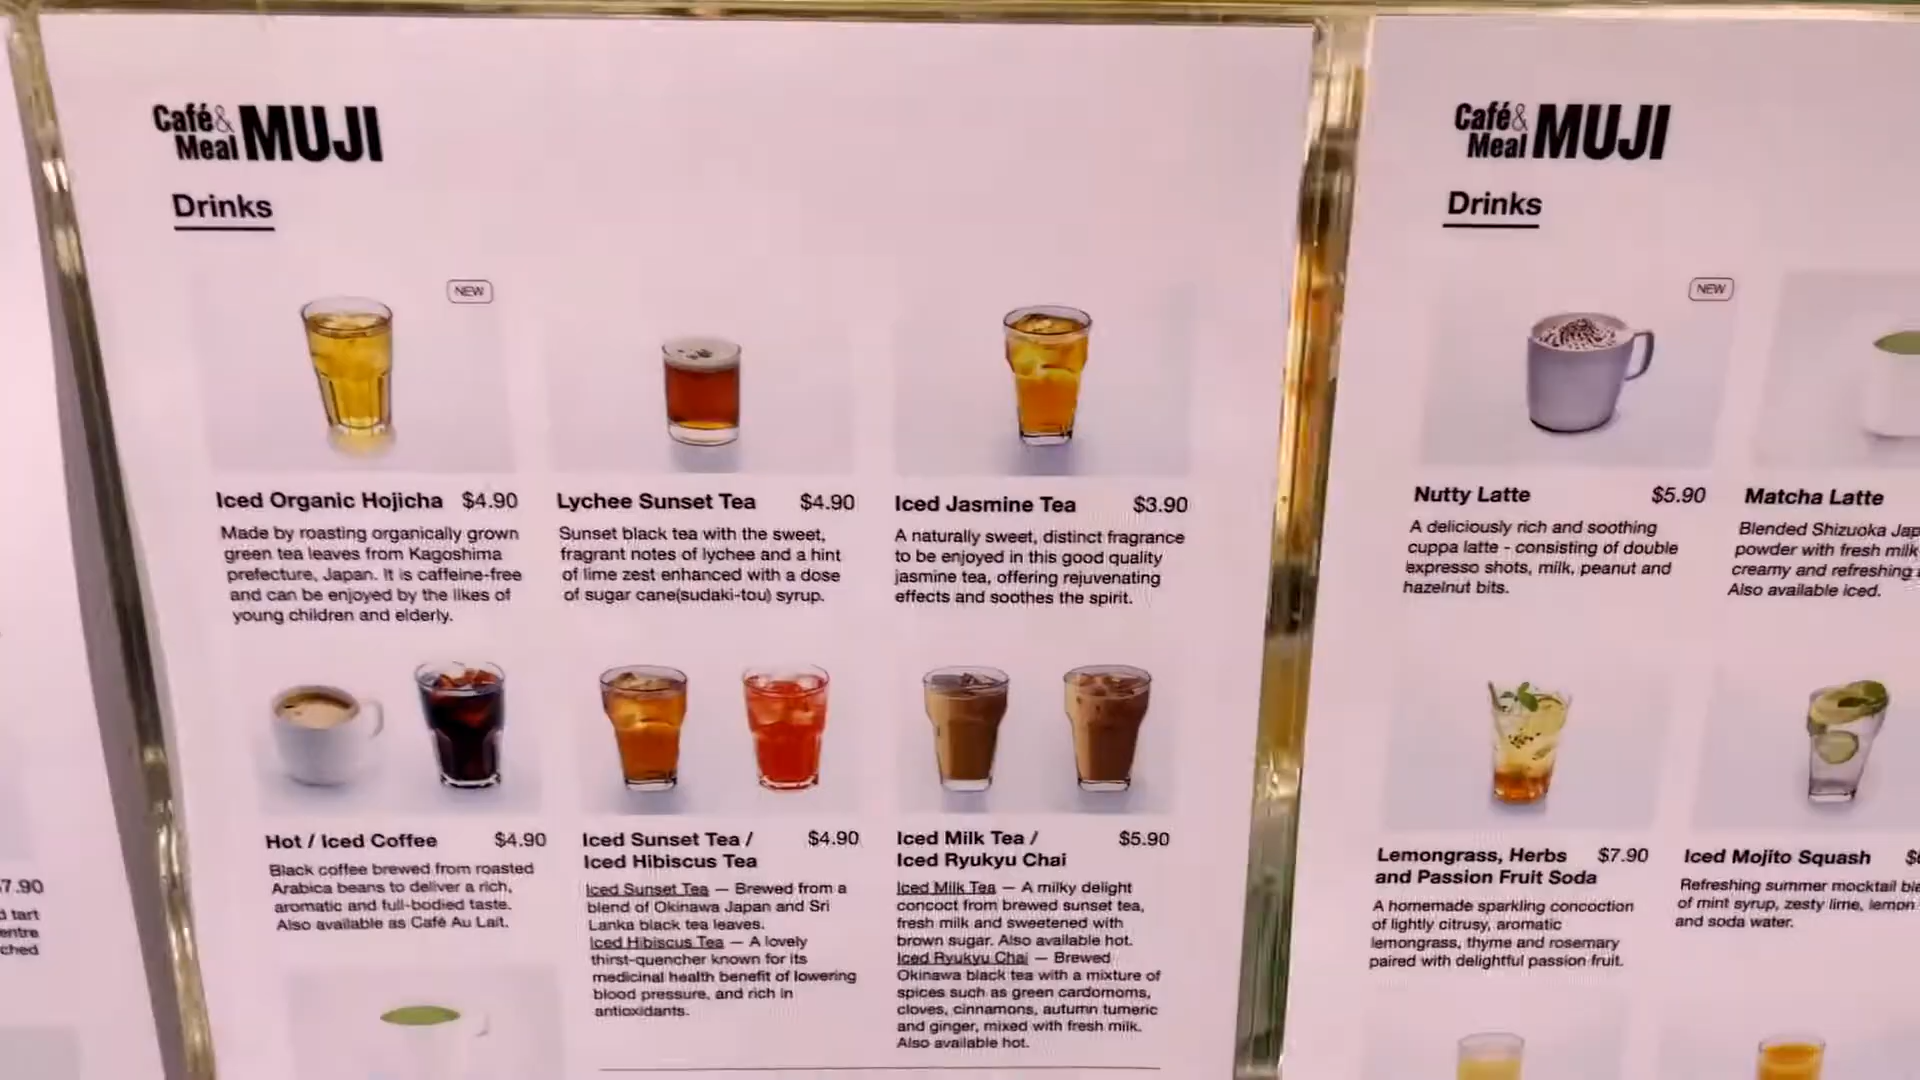 Café& Meal MUJI
Drinks
NEW
Iced Organic Hojicha $4.90
Made by roasting organically grown
green tea leaves from Kagoshima
prefecture, Japan. It is caffeine-free
and can be enjoyed by the likes of
young children and elderly.
Lychee Sunset Tea $4.90
Sunset black tea with the sweet,
fragrant notes of lychee and a hint
of lime zest enhanced with a dose
of sugar cane(sudaki-tou) syrup.
Iced Jasmine Tea $3.90
A naturally sweet, distinct fragrance
to be enjoyed in this good quality
jasmine tea, offering rejuvenating
effects and soothes the spirit.
Hot / Iced Coffee $4.90
Black coffee brewed from roasted
Arabica beans to deliver a rich,
aromatic and full-bodied taste.
Also available as Café Au Lait.
Iced Sunset Tea / $4.90
Iced Hibiscus Tea
Iced Sunset Tea — Brewed from a
blend of Okinawa Japan and Sri
Lanka black tea leaves.
Iced Hibiscus Tea — A lovely
thirst-quencher known for its
medicinal health benefit of lowering
blood pressure, and rich in
antioxidants.
Iced Milk Tea / $5.90
Iced Ryukyu Chai
Iced Milk Tea — A milky delight
concoct from brewed sunset tea,
fresh milk and sweetened with
brown sugar. Also available hot.
Iced Ryukyu Chai — Brewed
Okinawa black tea with a mixture of
spices such as green cardomoms,
cloves, cinnamons, autumn tumeric
and ginger, mixed with fresh milk.
Also available hot.
7.90
d tart
entre
ched
Café& Meal MUJI
Drinks
NEW
Nutty Latte $5.90
A deliciously rich and soothing
cuppa latte - consisting of double
expresso shots, milk, peanut and
hazelnut bits.
Matcha Latte
Blended Shizuoka Jap
powder with fresh milk
creamy and refreshing
Also available iced.
Lemongrass, Herbs $7.90
and Passion Fruit Soda
A homemade sparkling concoction
of lightly citrusy, aromatic
lemongrass, thyme and rosemary
paired with delightful passion fruit.
Iced Mojito Squash
Refreshing summer mocktail ble
of mint syrup, zesty lime, lemon
and soda water.